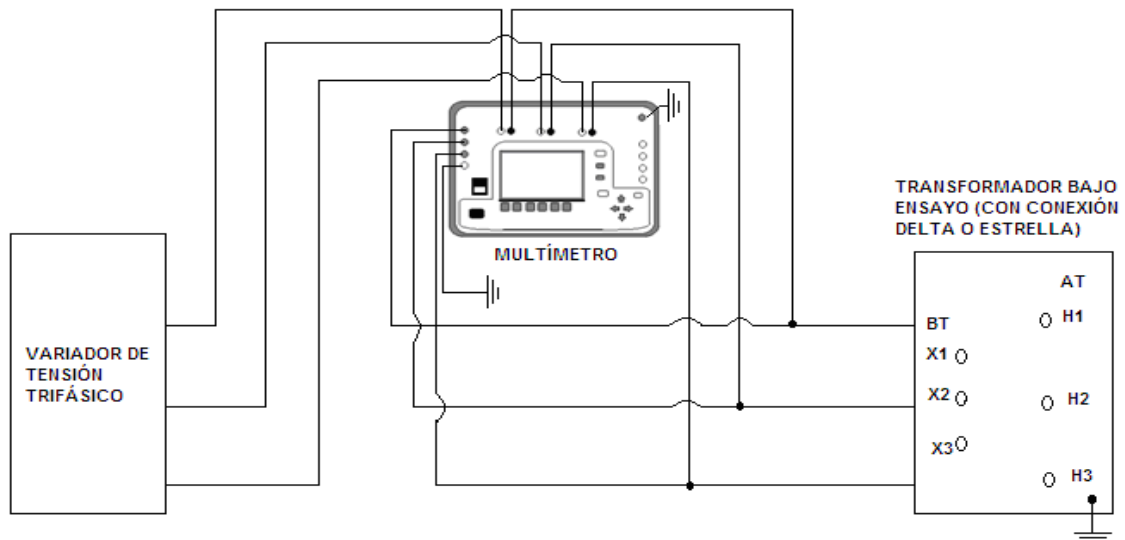 MULTÍMETRO
TRANSFORMADOR BAJO
ENSAYO (CON CONEXIÓN
DELTA O ESTRELLA)
VARIADOR DE
TENSIÓN
TRIFÁSICO
AT
BT
H1
X1
X2
H2
X3
H3